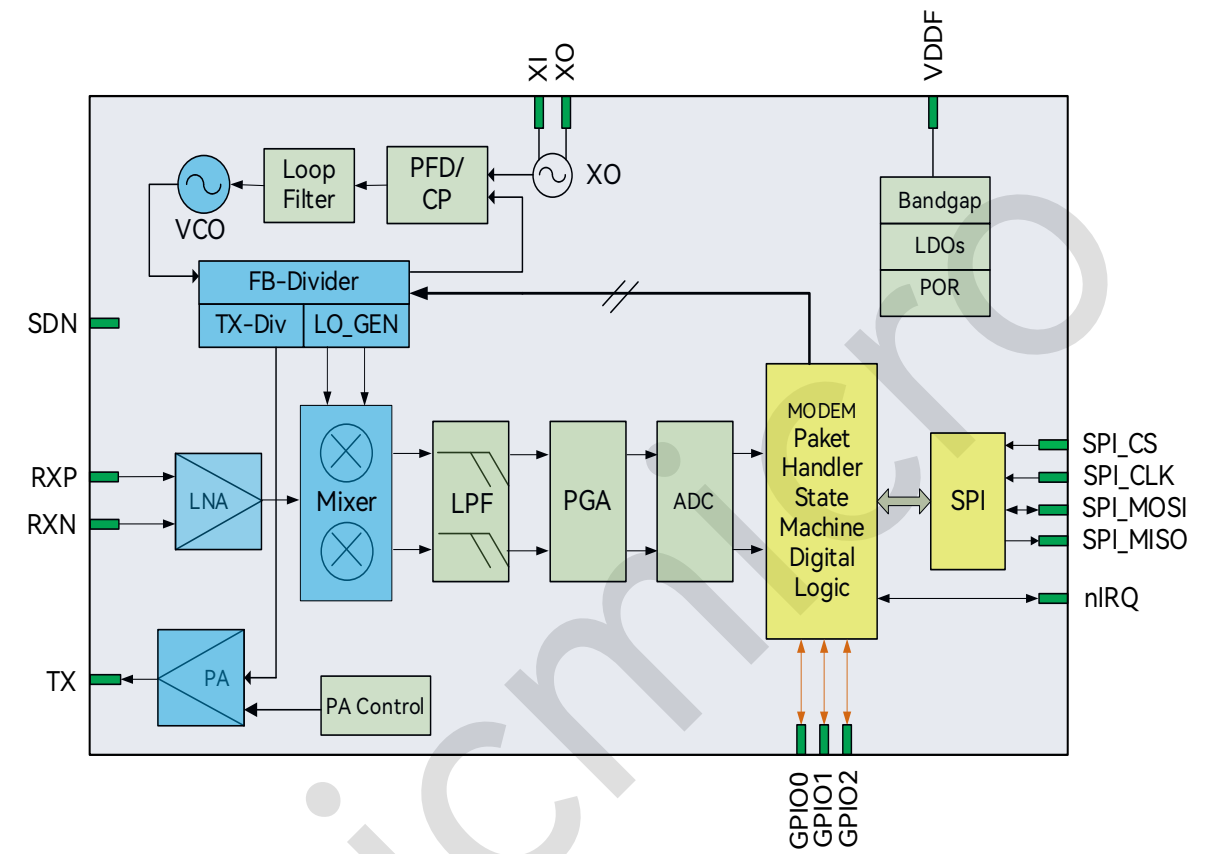 XI
XO
VDDF
Loop
Filter
PFD/
CP
XO
VCO
Bandgap
LDOs
POR
FB-Divider
TX-Div
LO_GEN
SDN
MODEM
Paket
Handler
State
Machine
Digital
Logic
RXP
RXN
LNA
Mixer
LPF
PGA
ADC
SPI
SPI_CS
SPI_CLK
SPI_MOSI
SPI_MISO
nIRQ
TX
PA
PA Control
GPIO0
GPIO1
GPIO2
icmicro